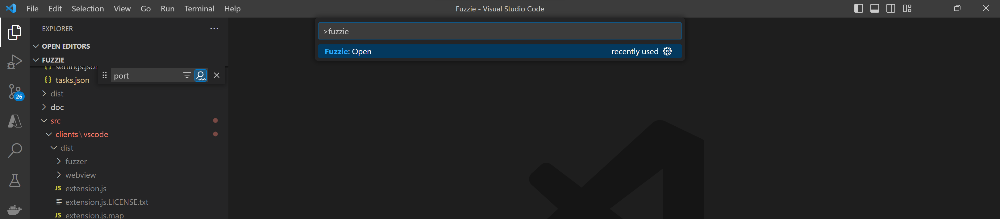 File Edit Selection View Go Run Terminal Help
Fuzzie - Visual Studio Code
EXPLORER
>fuzzie
OPEN EDITORS
Fuzzie: Open
recently used
FUZZIE
settings.json
port
tasks.json
dist
26
doc
src
clients\vscode
dist
fuzzer
webview
JS extension.js
extension.js.LICENSE.txt
JS extension.js.map